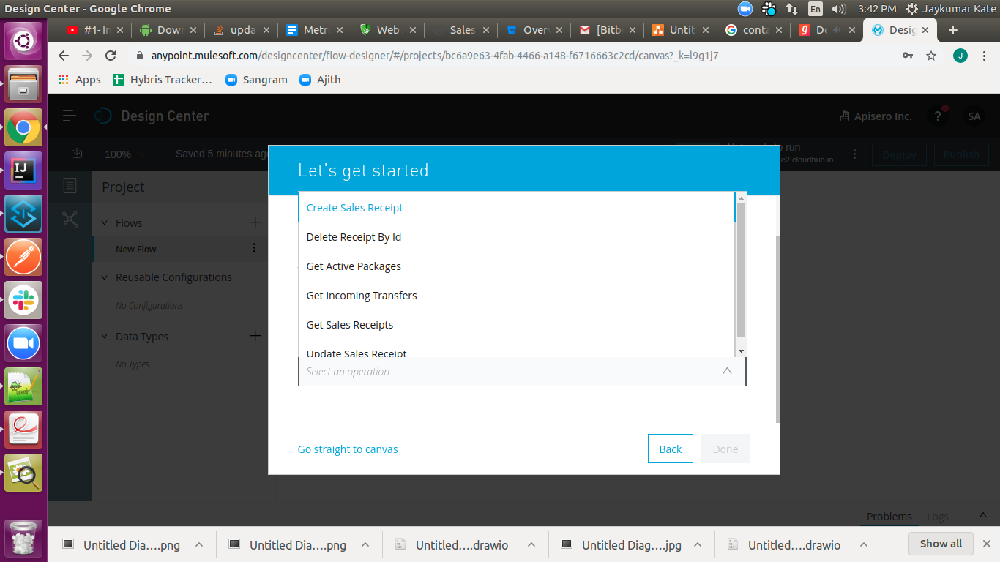 Design Center - Google Chrome
En
3:42 PM
Jaykumar Kate
#1- In
Down
upda
Metr
Web
Sales
Over
[Bitb
Untit
conta
Desig
anypoint.mulesoft.com/designcenter/flow-designer/#/projects/bc6a9e63-4fab-4466-a148-f6716663c2cd/canvas?_k=l9g1j7
J
Apps
Hybris Tracker…
Sangram
Ajith
Design Center
Apisero Inc.
?
SA
100%
Saved 5 minutes ago
run
e2.cloudhub.io
Deploy
Publish
Let's get started
Project
Flows
New Flow
Reusable Configurations
No Configurations
Data Types
No Types
Create Sales Receipt
Delete Receipt By Id
Get Active Packages
Get Incoming Transfers
Get Sales Receipts
Update Sales Receipt
Select an operation
Go straight to canvas
Back
Done
Problems
Logs
Untitled Dia….png
Untitled Dia….png
Untitled….drawio
Untitled Diag….jpg
Untitled….drawio
Show all